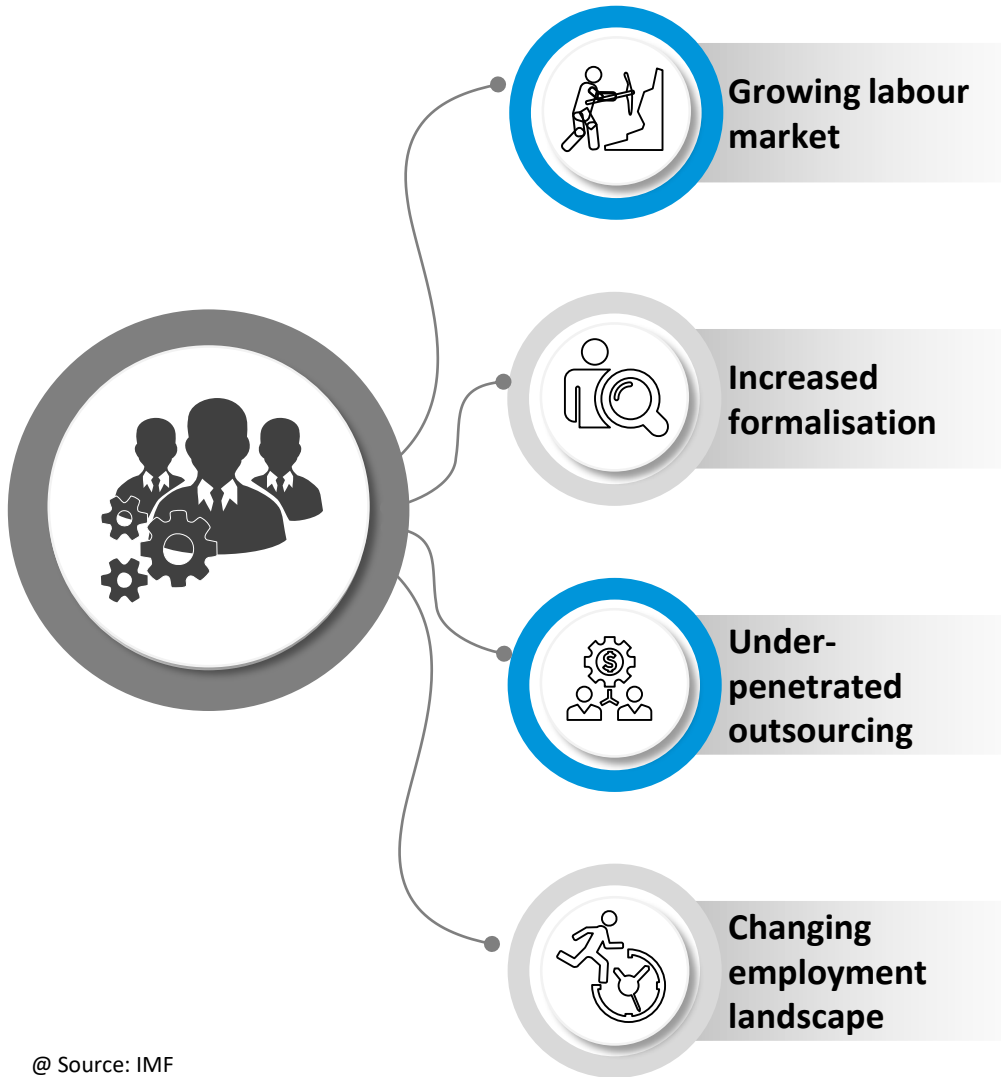 Growing labour
market
Increased
formalisation
Under-
penetrated
outsourcing
Changing
employment
landscape
@ Source: IMF